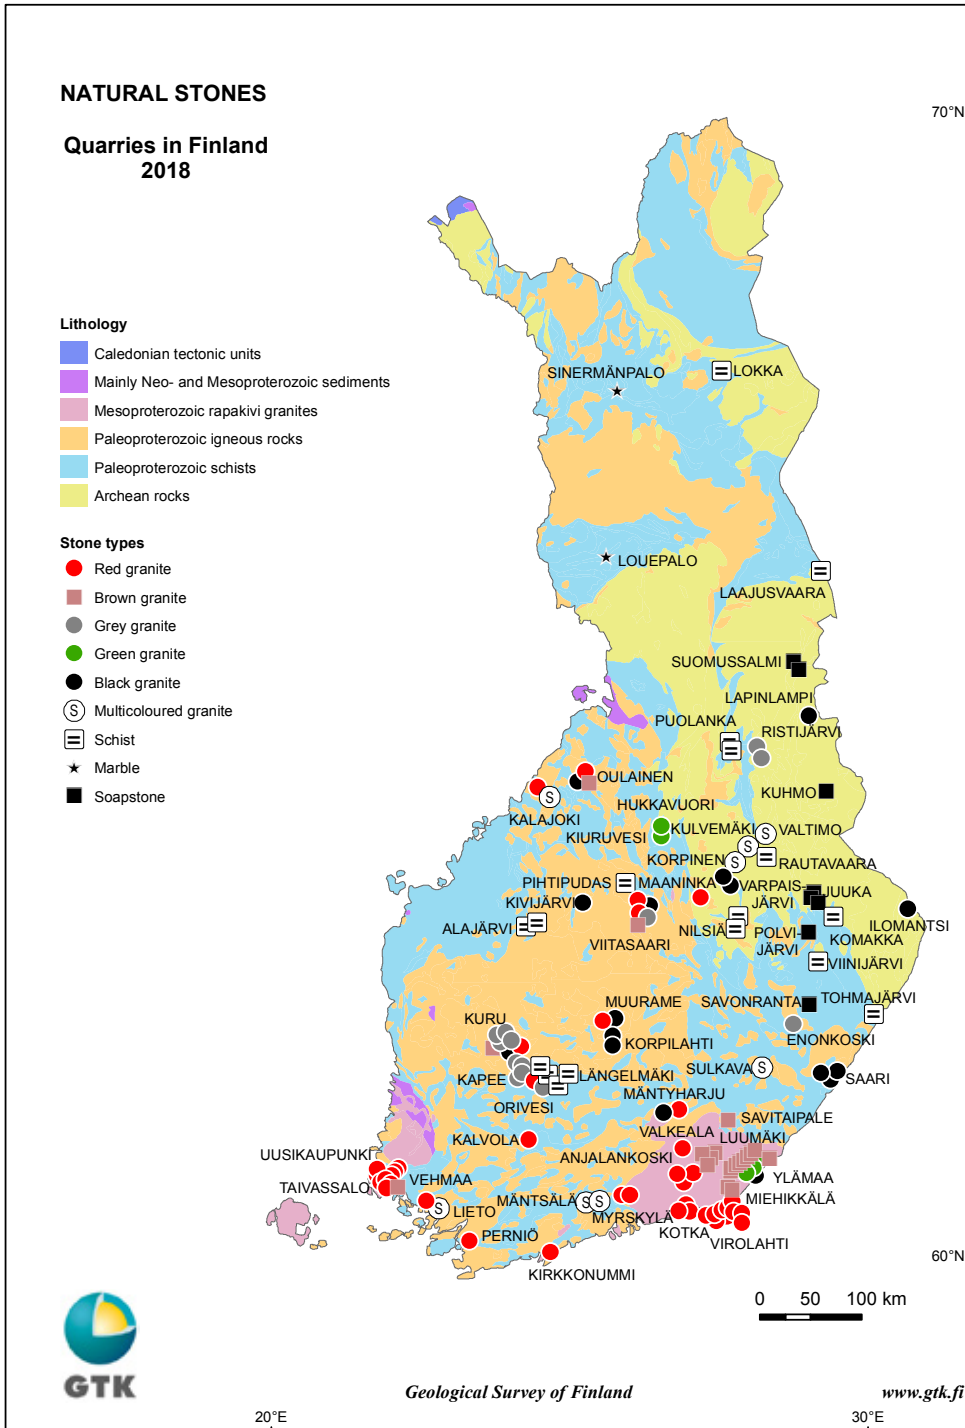 NATURAL STONES
Quarries in Finland
2018
70°N
Lithology
Caledonian tectonic units
Mainly Neo- and Mesoproterozoic sediments
Mesoproterozoic rapakivi granites
Paleoproterozoic igneous rocks
Paleoproterozoic schists
Archean rocks
Stone types
Red granite
Brown granite
Grey granite
Green granite
Black granite
S Multicoloured granite
Schist
Marble
Soapstone
SINERMÄNPALO
LOKKA
LOUEPALO
LAAJUSVAARA
SUOMUSSALMI
LAPINLAMPI
PUOLANKA
RISTIJÄRVI
OULAINEN
KUHMO
HUKKAVUORI
S
KALAJOKI
KIURUVESI
KULVEMÄKI
S
VALTIMO
S
KORPINEN
S
RAUTAVAARA
PIHTIPUDAS
MAANINKA
VARPAIS-
JÄRVI
JUUKA
KIVIJÄRVI
ALAJÄRVI
VIITASAARI
NILSIÄ
POLVI-
JÄRVI
KOMAKKA
ILOMANTSI
VIINIJÄRVI
MUURAME
SAVONRANTA
TOHMAJÄRVI
KURU
ENONKOSKI
KORPILAHTI
KAPEE
LÄNGELMÄKI
SULKAVA
S
SAARI
ORIVESI
MÄNTYHARJU
SAVITAIPALE
KALVOLA
VALKEALA
LUUMÄKI
UUSIKAUPUNKI
ANJALANKOSKI
YLÄMAA
TAIVASSALO
VEHMAA
MÄNTSÄLÄ
S
S
MIEHIKKÄLÄ
S
LIETO
MYRSKYLÄ
KOTKA
VIROLAHTI
PERNIÖ
KIRKKONUMMI
60°N
0 50 100 km
GTK
Geological Survey of Finland
www.gtk.fi
20°E
30°E